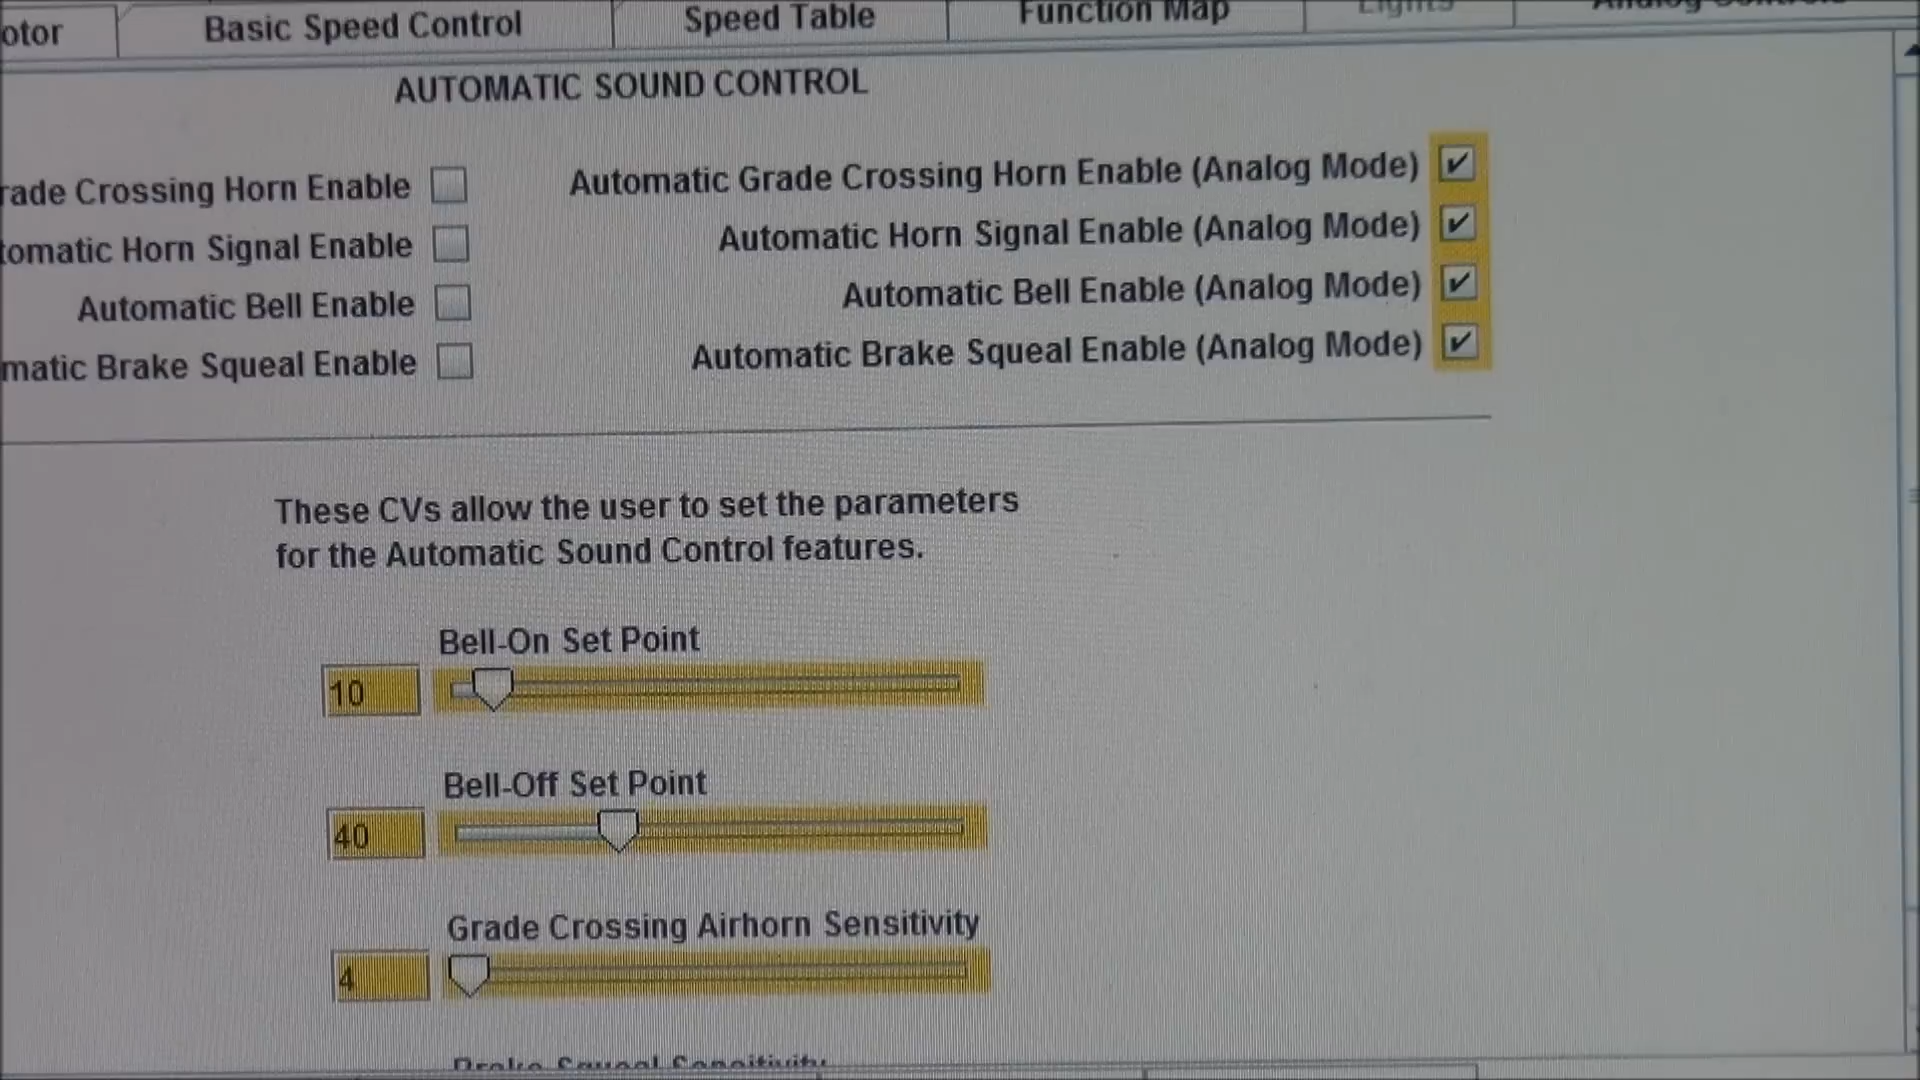 Basic Speed Control
Speed Table
Function Map
Lights
AUTOMATIC SOUND CONTROL
Crossing Horn Enable
Automatic Grade Crossing Horn Enable (Analog Mode)
Horn Signal Enable
Automatic Horn Signal Enable (Analog Mode)
Automatic Bell Enable
Automatic Bell Enable (Analog Mode)
Brake Squeal Enable
Automatic Brake Squeal Enable (Analog Mode)
These CVs allow the user to set the parameters
for the Automatic Sound Control features.
Bell-On Set Point
10
Bell-Off Set Point
40
Grade Crossing Airhorn Sensitivity
4
Brake Squeal Sensitivity